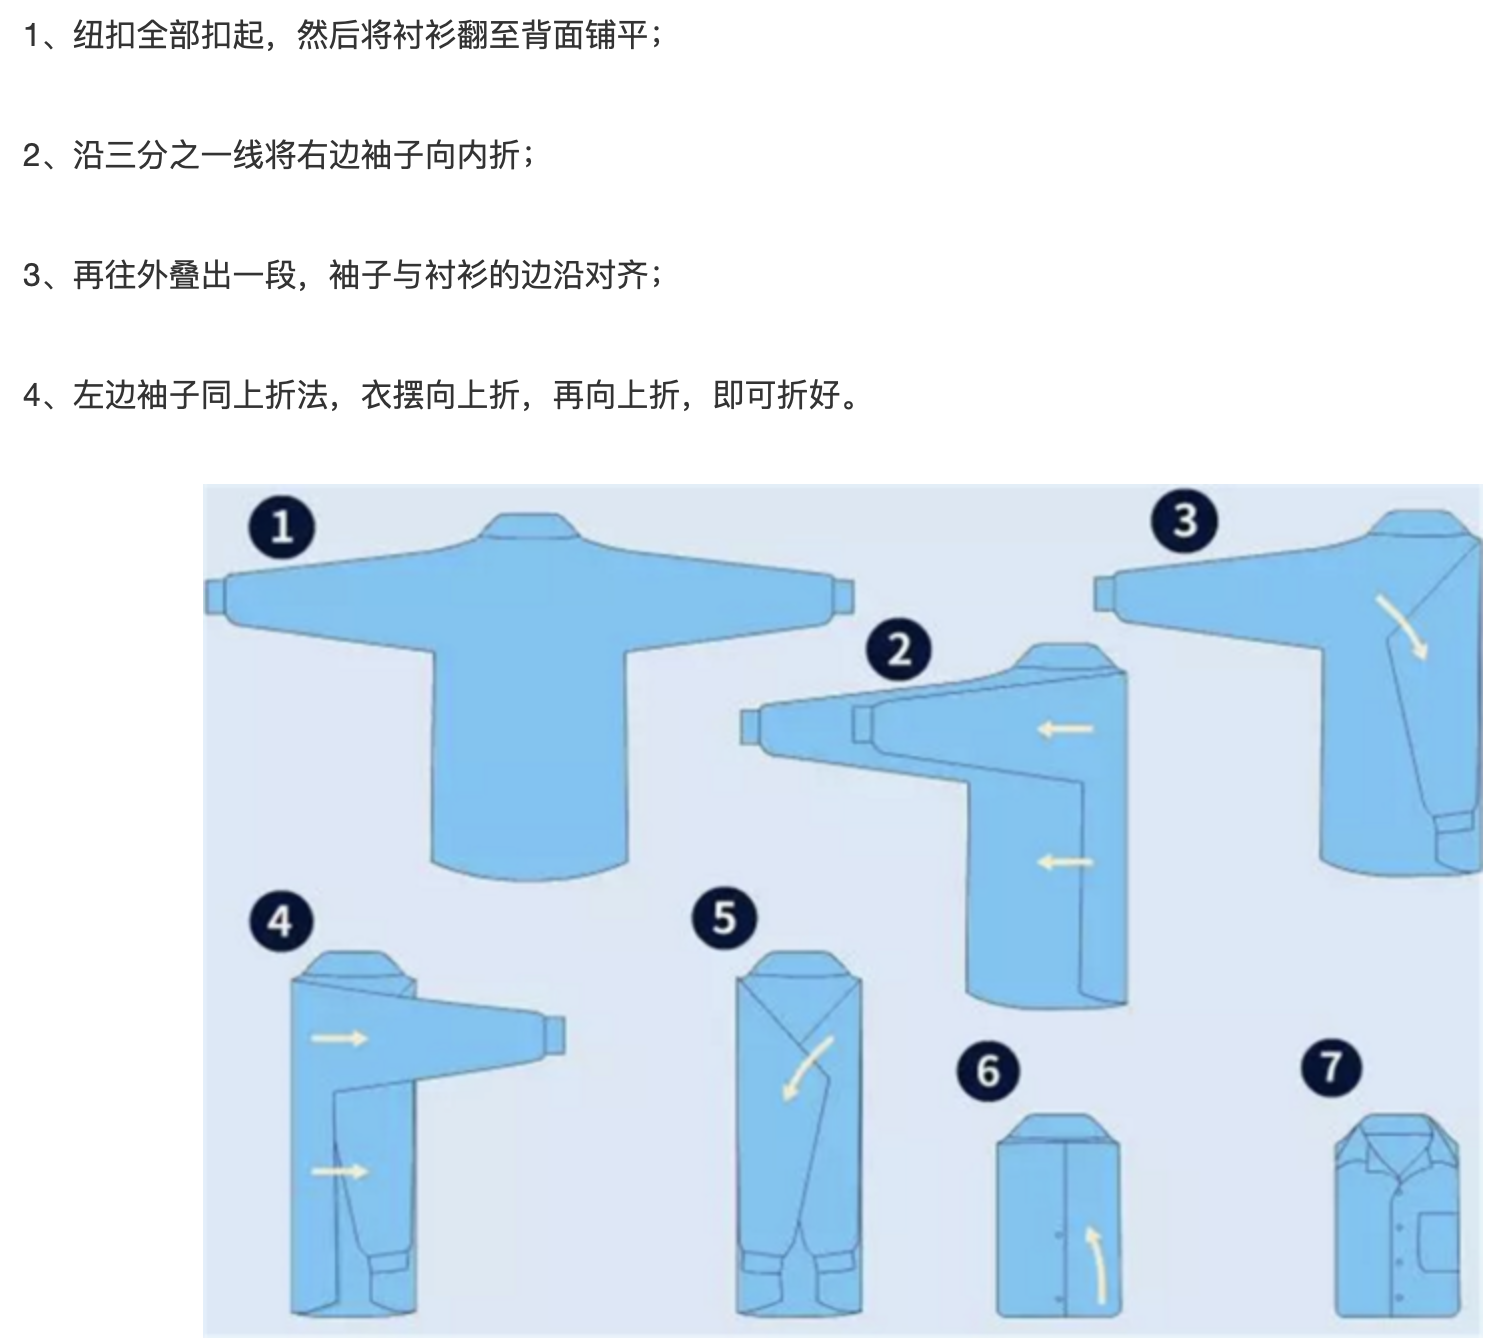 1、纽扣全部扣起，然后将衬衫翻至背面铺平；
2、沿三分之一线将右边袖子向内折；
3、再往外叠出一段，袖子与衬衫的边沿对齐；
4、左边袖子同上折法，衣摆向上折，再向上折，即可折好。
1
3
2
4
5
6
7